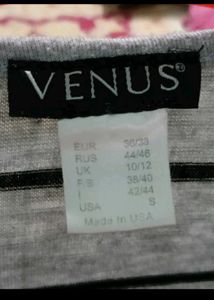 VENUS®
EUR 36/38
RUS 44/46
UK 10/12
F/B 38/40
I 42/44
USA S
Made in USA